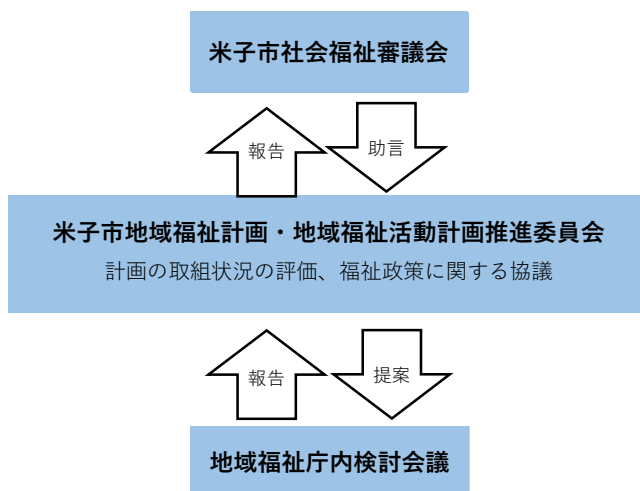 米子市社会福祉審議会
報告
助言
米子市地域福祉計画・地域福祉活動計画推進委員会
計画の取組状況の評価、福祉政策に関する協議
報告
提案
地域福祉庁内検討会議